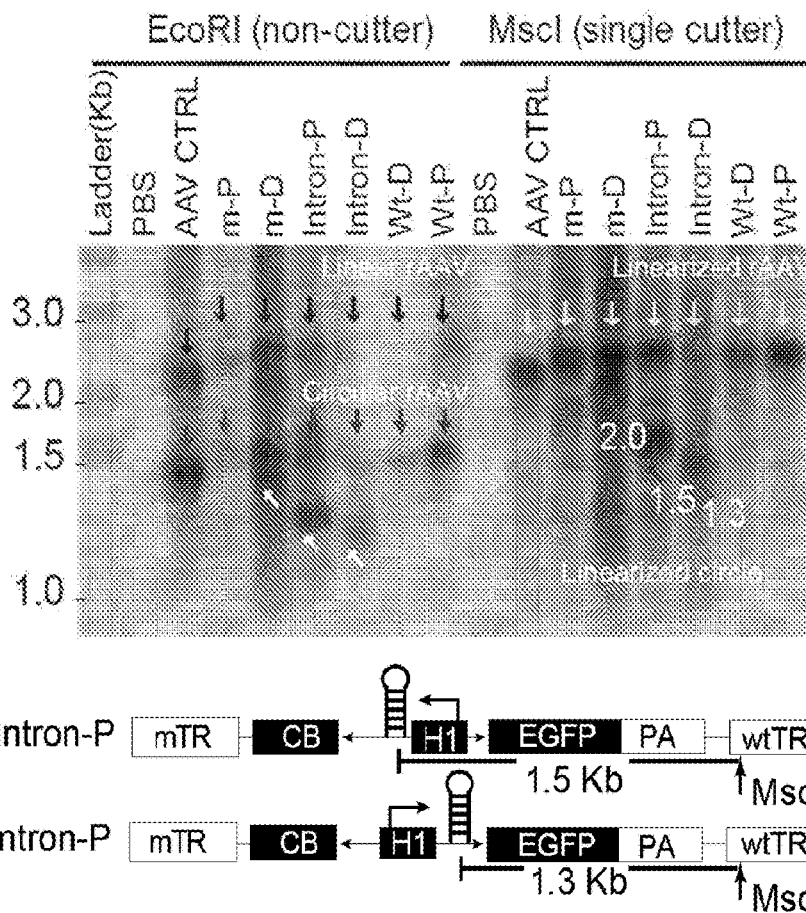 EcoRI (non-cutter) MscI (single cutter)
Ladder(Kb) PBS AAV CTRL m-P m-D Intron-P Intron-D Wt-D Wt-P PBS AAV CTRL m-P m-D Intron-P Intron-D Wt-D Wt-P
Linear rAAV Linearized rAA
3.0
2.0
Circular rAAV
1.5
2.0
1.5
1.3
Linearized circle
1.0
ntron-P mTR CB H1 EGFP PA wtTR
1.5 Kb Msc
ntron-P mTR CB H1 EGFP PA wtTR
1.3 Kb Msc